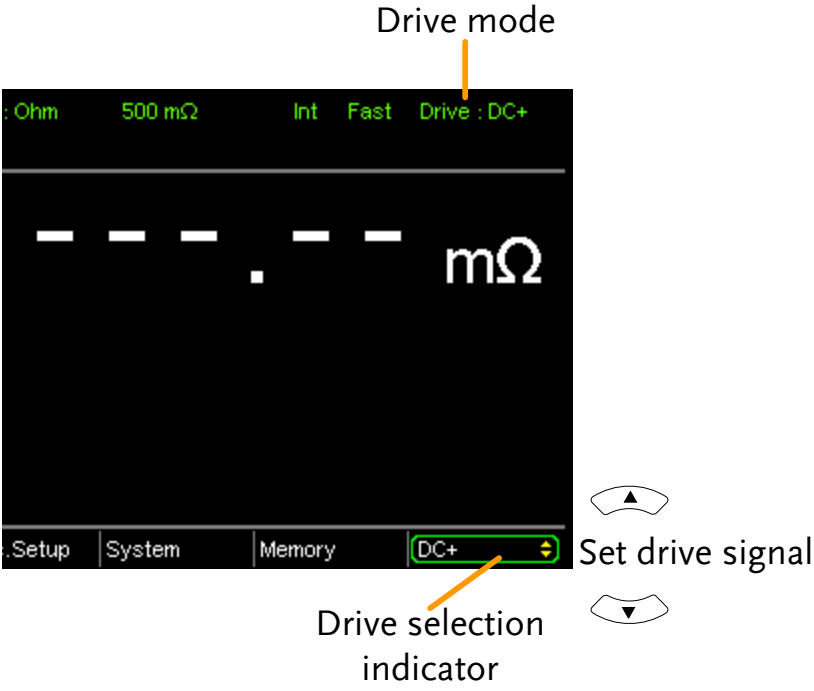 Drive mode
: Ohm 500 mΩ Int Fast Drive : DC+
---.-- mΩ
.Setup System Memory DC+
Set drive signal
Drive selection
indicator